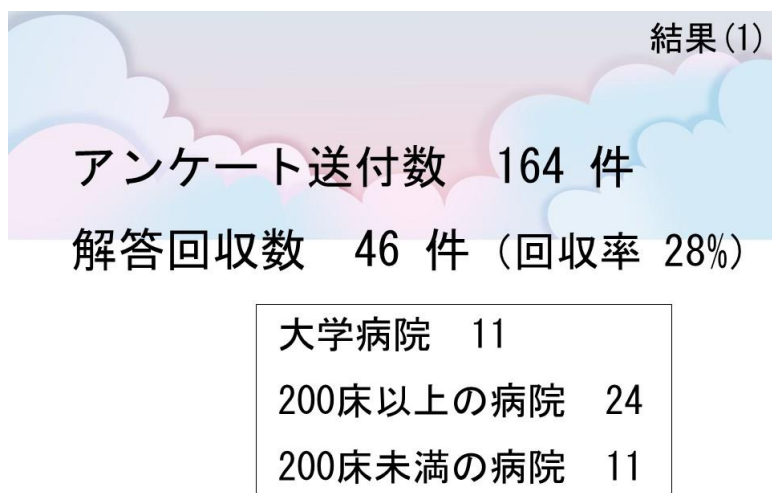 結果(1)
アンケート送付数　164 件
解答回収数　46 件 (回収率 28%)
大学病院　11
200床以上の病院　24
200床未満の病院　11